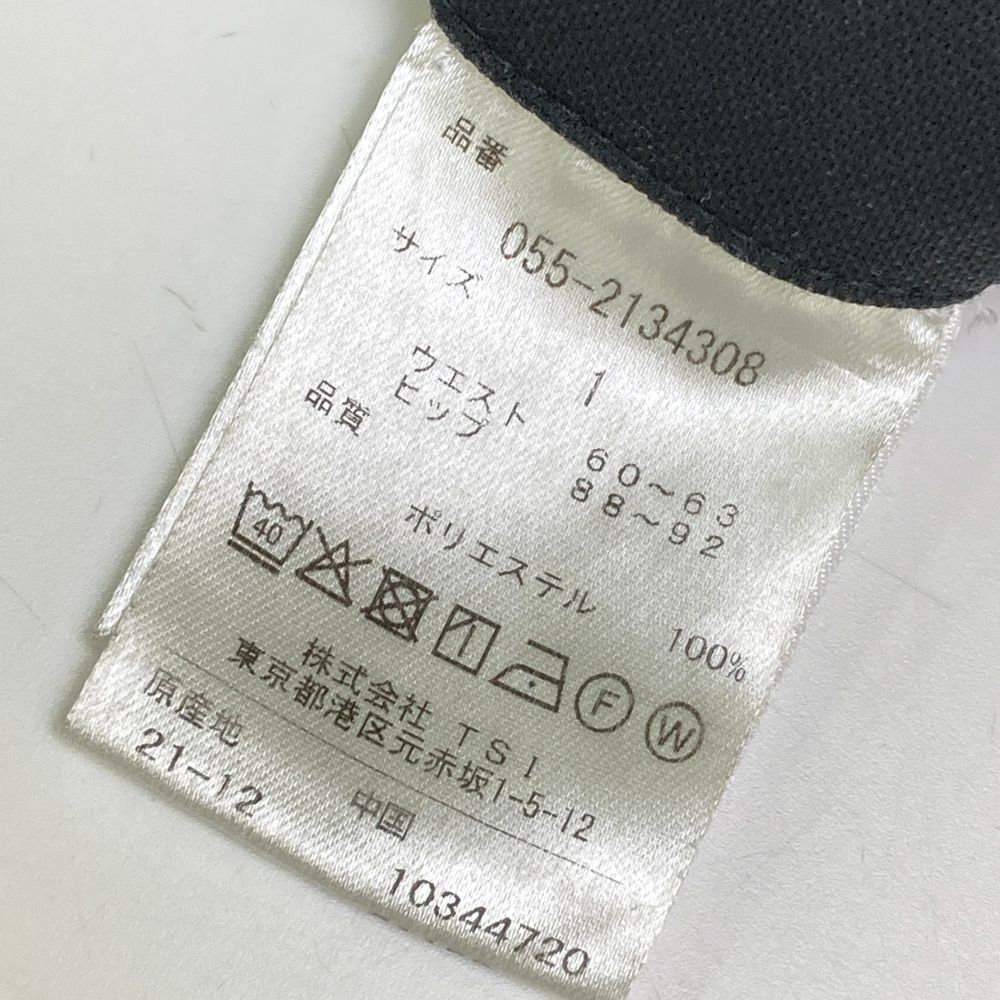 品番
055-2134308
サイズ 1
ウエスト 60～63
ヒップ 88～92
品質
ポリエステル 100%
40 F W
株式会社 TSI
東京都港区元赤坂1-5-12
原産地 中国
21-12 10344720